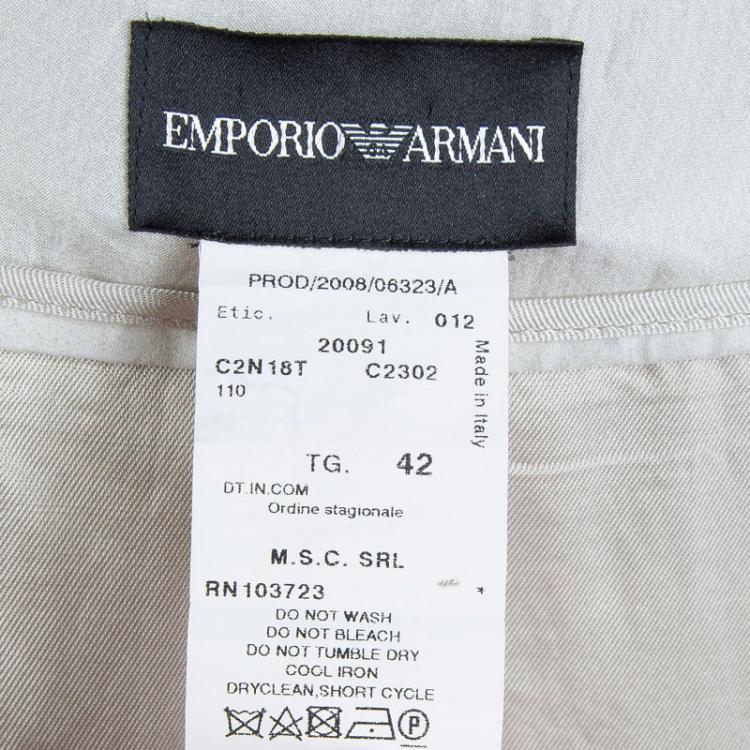 EMPORIO ARMANI
PROD/2008/06323/A
Etic. Lav. 012
20091
C2N18T C2302
110
Made in Italy
TG. 42
DT.IN.COM
Ordine stagionale
M.S.C. SRL
RN103723 *
DO NOT WASH
DO NOT BLEACH
DO NOT TUMBLE DRY
COOL IRON
DRYCLEAN,SHORT CYCLE
P